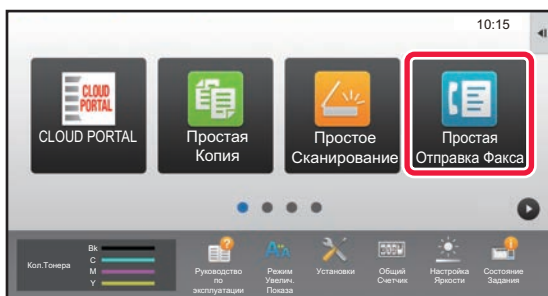 10:15
CLOUD
PORTAL
CLOUD PORTAL
Простая
Копия
Простое
Сканирование
Простая
Отправка Факса
Кол.Тонера
Bk
C
M
Y
Руководство
по
эксплуатации
Режим
Увелич.
Показа
Установки
Общий
Счетчик
Настройка
Яркости
Состояние
Задания